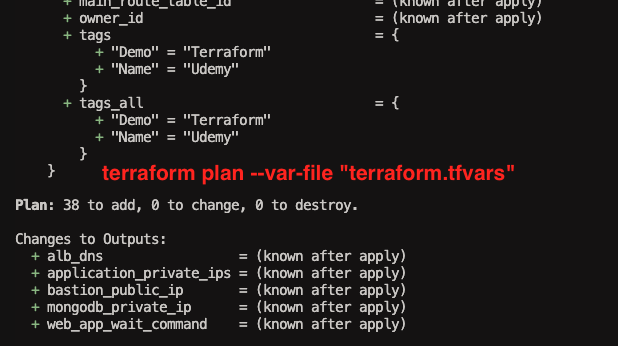 + main_route_table_id = (known after apply)
+ owner_id = (known after apply)
+ tags = {
+ "Demo" = "Terraform"
+ "Name" = "Udemy"
}
+ tags_all = {
+ "Demo" = "Terraform"
+ "Name" = "Udemy"
}
}
terraform plan --var-file "terraform.tfvars"
Plan: 38 to add, 0 to change, 0 to destroy.
Changes to Outputs:
+ alb_dns = (known after apply)
+ application_private_ips = (known after apply)
+ bastion_public_ip = (known after apply)
+ mongodb_private_ip = (known after apply)
+ web_app_wait_command = (known after apply)